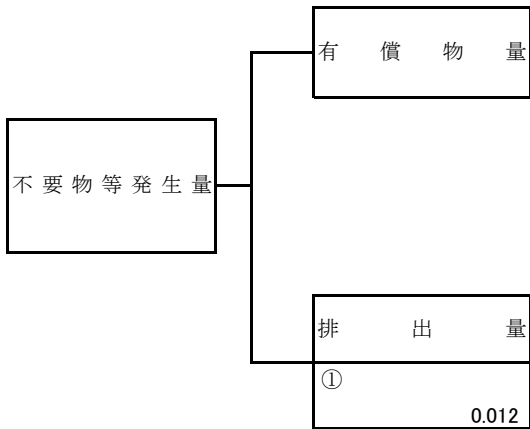 有償物量
不要物等発生量
排出量
①
0.012